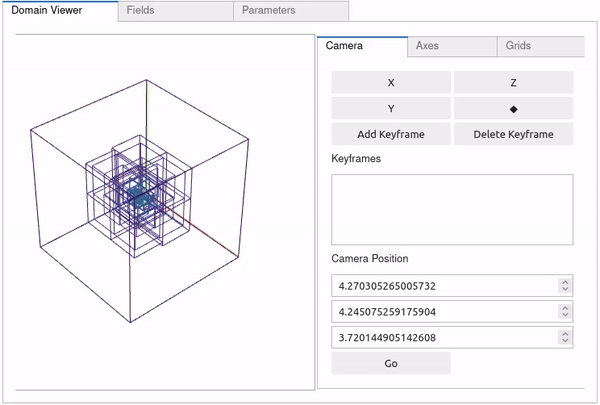 Domain Viewer Fields Parameters
Camera Axes Grids
X Z
Y ◆
Add Keyframe Delete Keyframe
Keyframes
Camera Position
4.270305265005732
4.245075259175904
3.720144905142608
Go